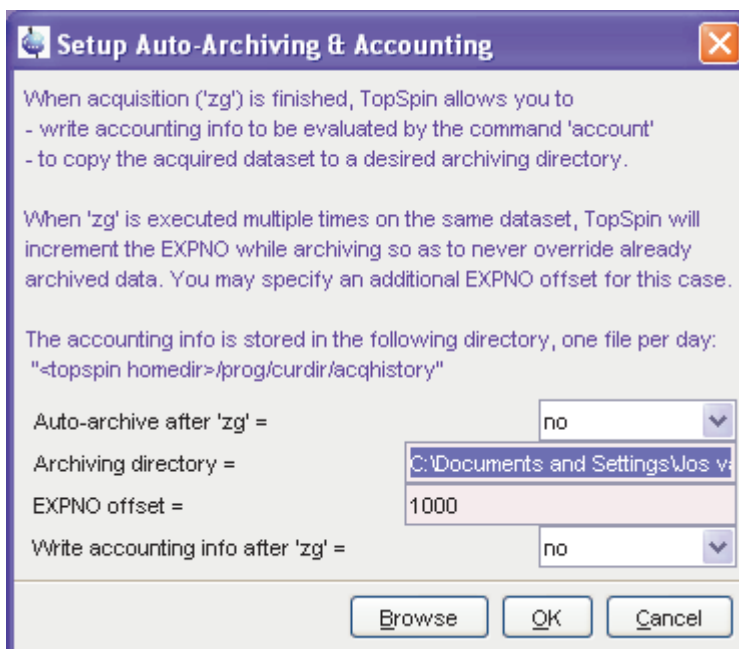 Setup Auto-Archiving & Accounting
When acquisition ('zg') is finished, TopSpin allows you to
- write accounting info to be evaluated by the command 'account'
- to copy the acquired dataset to a desired archiving directory.
When 'zg' is executed multiple times on the same dataset, TopSpin will
increment the EXPNO while archiving so as to never override already
archived data. You may specify an additional EXPNO offset for this case.
The accounting info is stored in the following directory, one file per day:
"<topspin homedir>/prog/curdir/acqhistory"
Auto-archive after 'zg' = no
Archiving directory = C:\Documents and Settings\Jos
EXPNO offset = 1000
Write accounting info after 'zg' = no
Browse OK Cancel